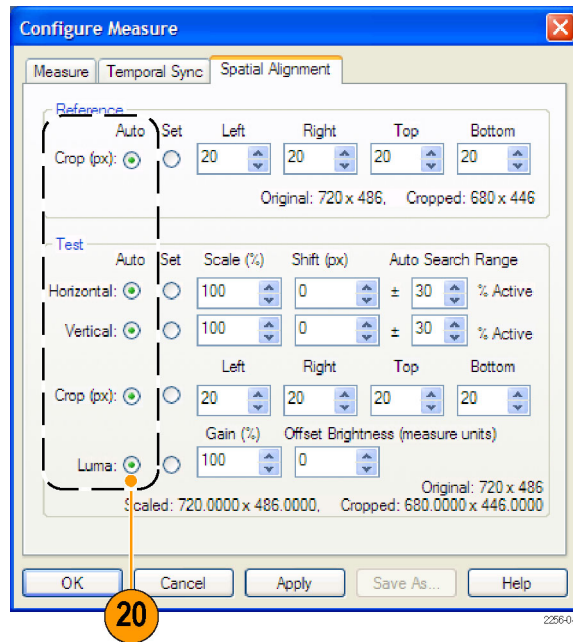 Configure Measure
Measure Temporal Sync Spatial Alignment
Reference
Auto Set Left Right Top Bottom
Crop (px): 20 20 20 20
Original: 720 x 486, Cropped: 680 x 446
Test
Auto Set Scale (%) Shift (px) Auto Search Range
Horizontal: 100 0 ± 30 % Active
Vertical: 100 0 ± 30 % Active
Left Right Top Bottom
Crop (px): 20 20 20 20
Gain (%) Offset Brightness (measure units)
Luma: 100 0
Original: 720 x 486
Scaled: 720.0000 x 486.0000, Cropped: 680.0000 x 446.0000
OK Cancel Apply Save As... Help
20